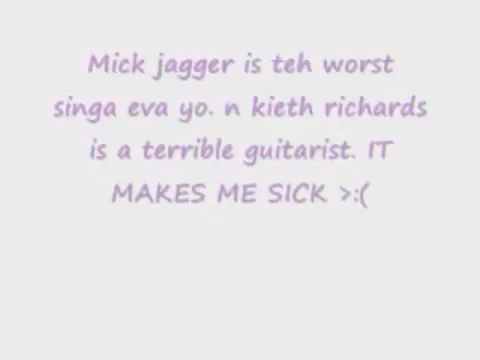 Mick jagger is teh worst
singa eva yo. n kieth richards
is a terrible guitarist. IT
MAKES ME SICK >:(